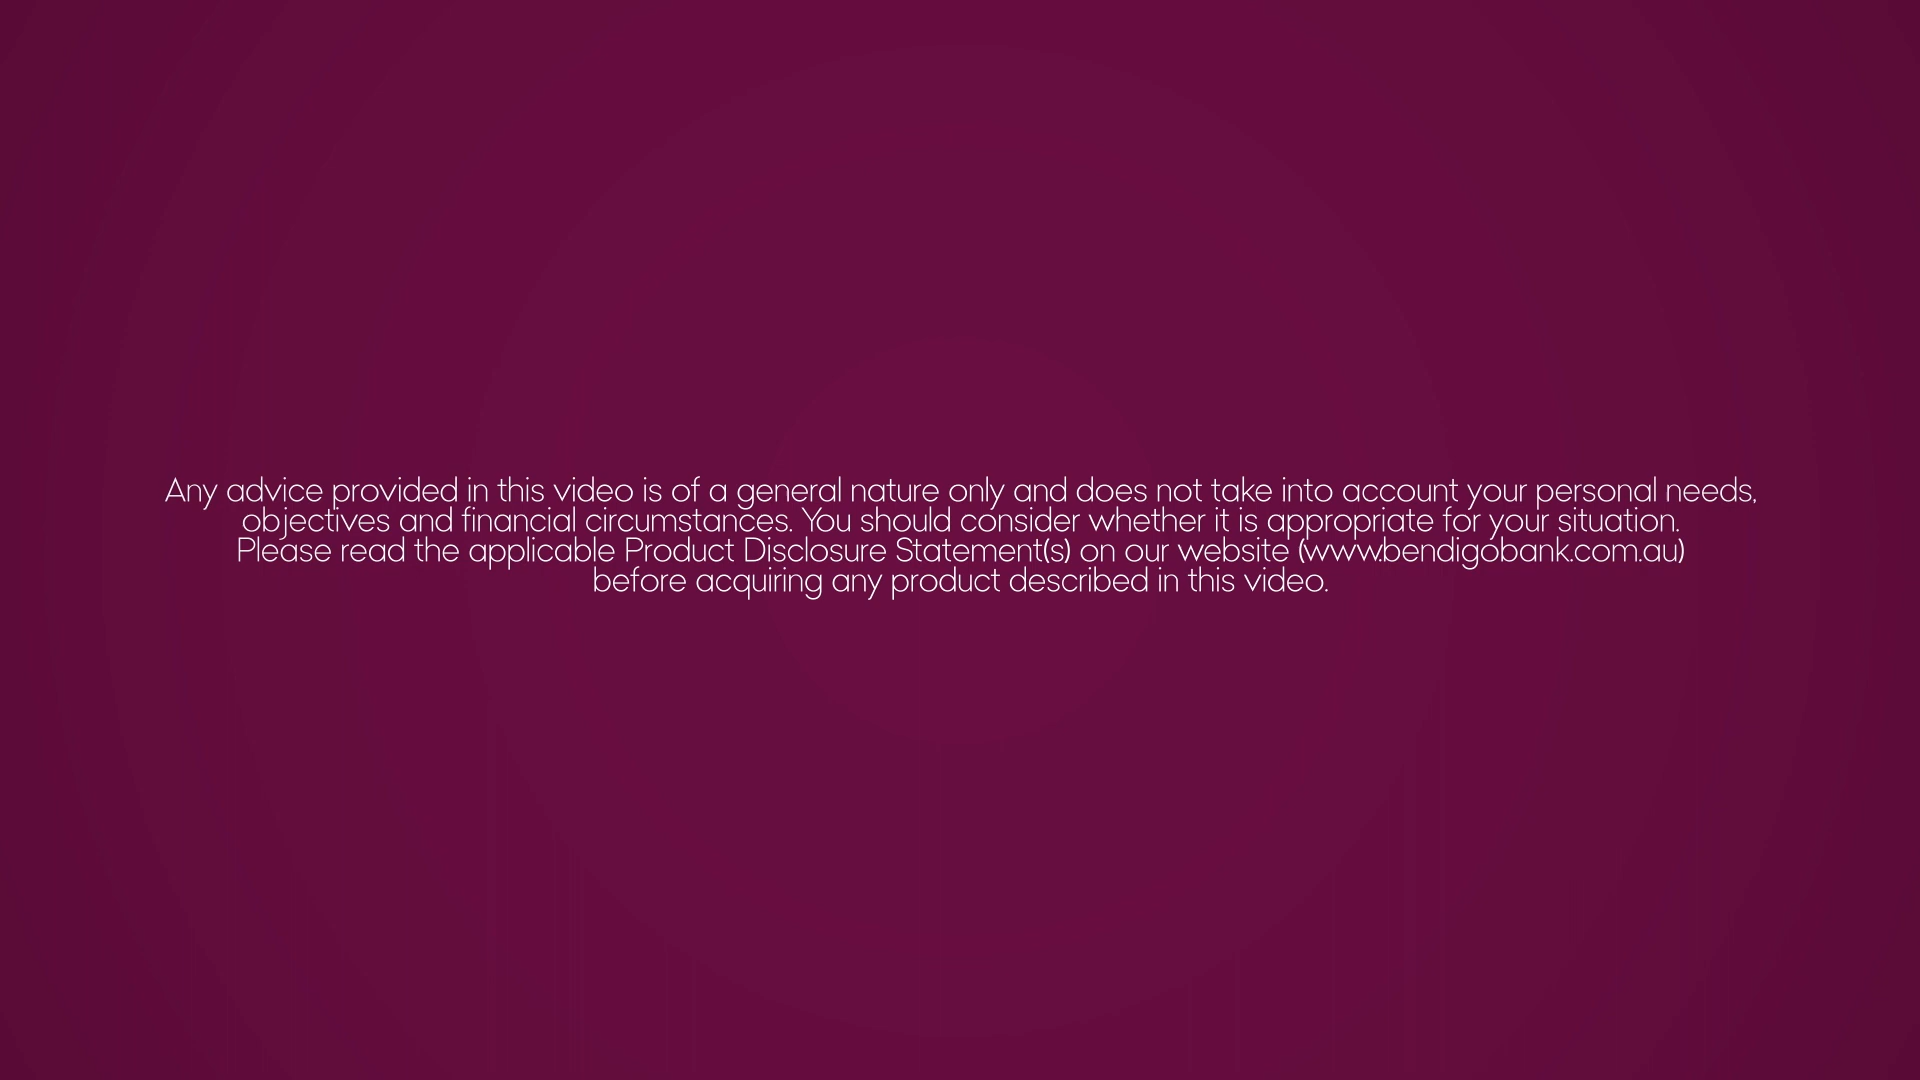 Any advice provided in this video is of a general nature only and does not take into account your personal needs,
objectives and financial circumstances. You should consider whether it is appropriate for your situation.
Please read the applicable Product Disclosure Statement(s) on our website (www.bendigobank.com.au)
before acquiring any product described in this video.